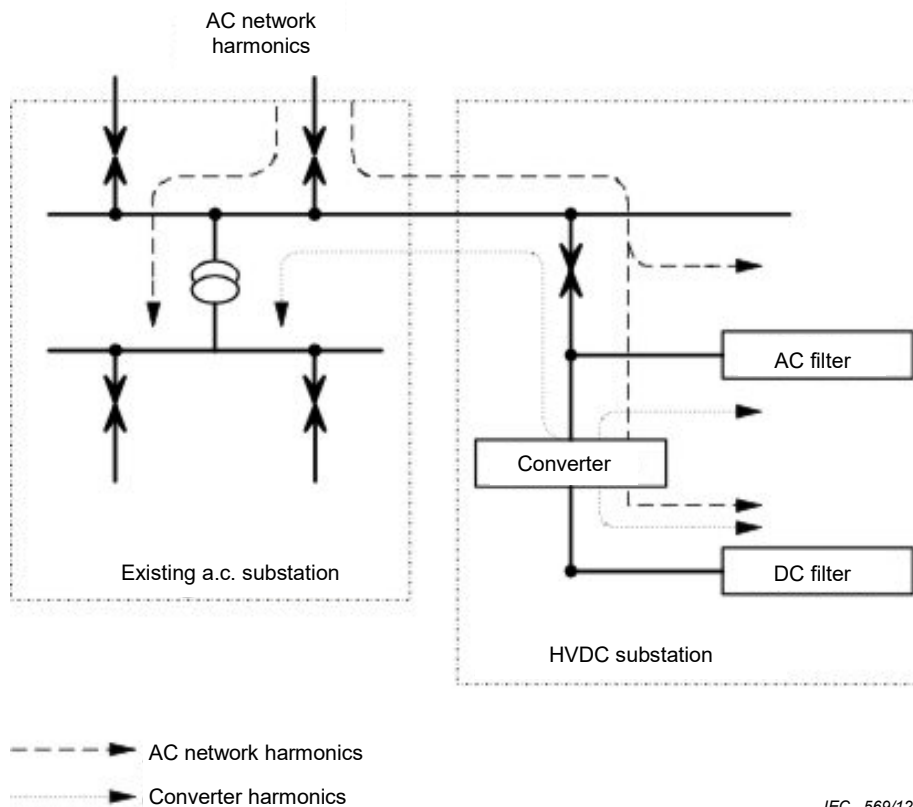 AC network
harmonics
AC filter
Converter
Existing a.c. substation
DC filter
HVDC substation
AC network harmonics
Converter harmonics
IEC 569/12